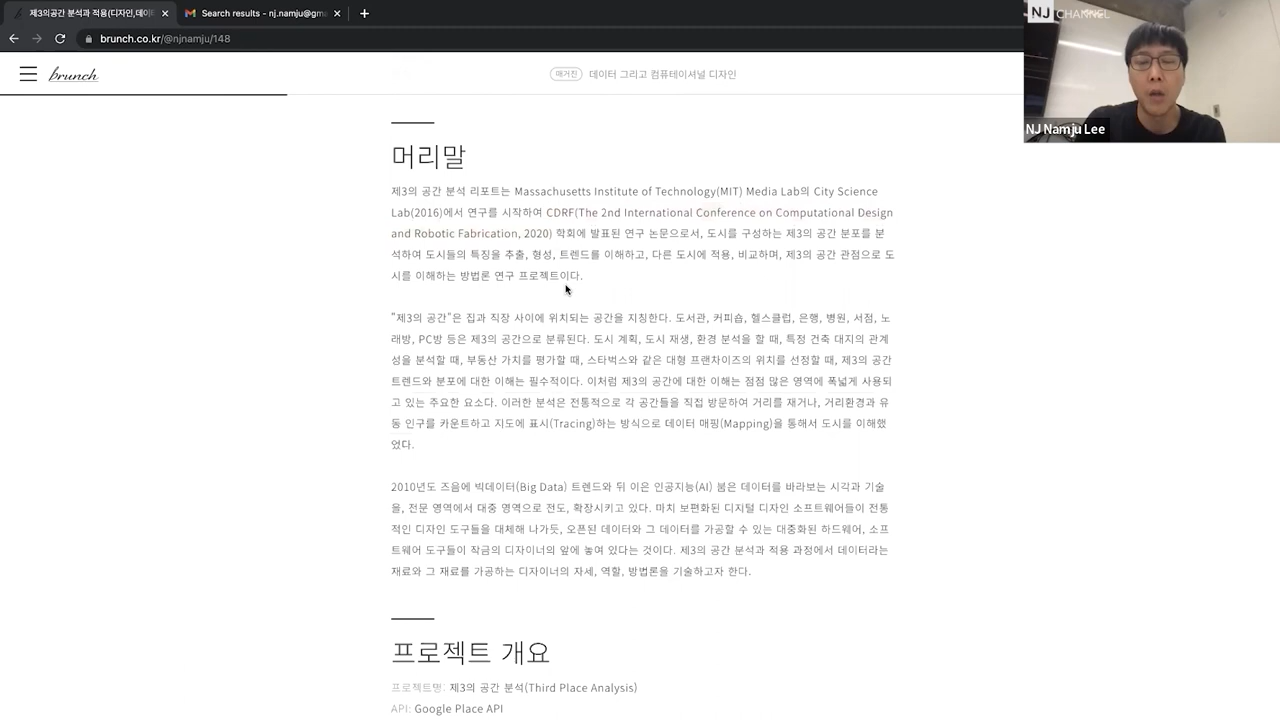 제3의공간 분석과 적용(디자인,데이터
Search results - nj.namju@gm
brunch.co.kr/@njnamju/148
NJ CHANNEL
brunch
매거진 데이터 그리고 컴퓨테이셔널 디자인
NJ Namju Lee
머리말
제3의 공간 분석 리포트는 Massachusetts Institute of Technology(MIT) Media Lab의 City Science
Lab(2016)에서 연구를 시작하여 CDRF(The 2nd International Conference on Computational Design
and Robotic Fabrication, 2020) 학회에 발표된 연구 논문으로서, 도시를 구성하는 제3의 공간 분포를 분
석하여 도시들의 특징을 추출, 형성, 트렌드를 이해하고, 다른 도시에 적용, 비교하며, 제3의 공간 관점으로 도
시를 이해하는 방법론 연구 프로젝트이다.
"제3의 공간"은 집과 직장 사이에 위치되는 공간을 지칭한다. 도서관, 커피숍, 헬스클럽, 은행, 병원, 서점, 노
래방, PC방 등은 제3의 공간으로 분류된다. 도시 계획, 도시 재생, 환경 분석을 할 때, 특정 건축 대지의 관계
성을 분석할 때, 부동산 가치를 평가할 때, 스타벅스와 같은 대형 프랜차이즈의 위치를 선정할 때, 제3의 공간
트렌드와 분포에 대한 이해는 필수적이다. 이처럼 제3의 공간에 대한 이해는 점점 많은 영역에 폭넓게 사용되
고 있는 주요한 요소다. 이러한 분석은 전통적으로 각 공간들을 직접 방문하여 거리를 재거나, 거리환경과 유
동 인구를 카운트하고 지도에 표시(Tracing)하는 방식으로 데이터 매핑(Mapping)을 통해서 도시를 이해했
었다.
2010년도 즈음에 빅데이터(Big Data) 트렌드와 뒤 이은 인공지능(AI) 붐은 데이터를 바라보는 시각과 기술
을, 전문 영역에서 대중 영역으로 전도, 확장시키고 있다. 마치 보편화된 디지털 디자인 소프트웨어들이 전통
적인 디자인 도구들을 대체해 나가듯, 오픈된 데이터와 그 데이터를 가공할 수 있는 대중화된 하드웨어, 소프
트웨어 도구들이 작금의 디자이너의 앞에 놓여 있다는 것이다. 제3의 공간 분석과 적용 과정에서 데이터라는
재료와 그 재료를 가공하는 디자이너의 자세, 역할, 방법론을 기술하고자 한다.
프로젝트 개요
프로젝트명: 제3의 공간 분석(Third Place Analysis)
API: Google Place API